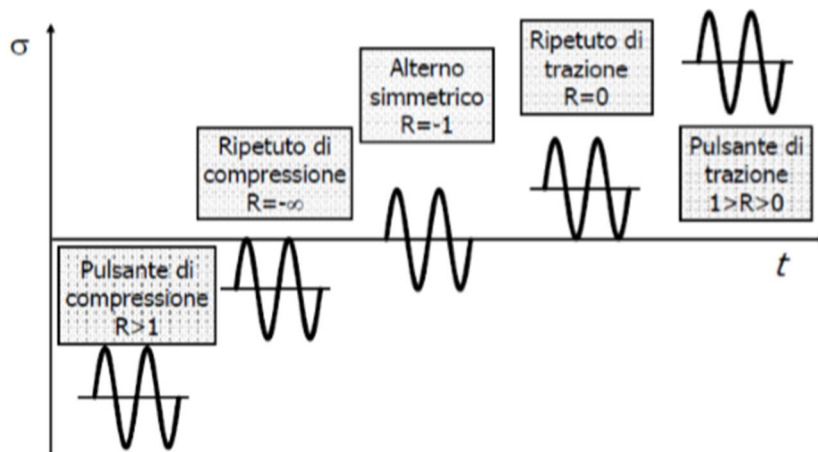 σ
Pulsante di
compressione
R>1
Ripetuto di
compressione
R=-∞
Alterno
simmetrico
R=-1
Ripetuto di
trazione
R=0
Pulsante di
trazione
1>R>0
t